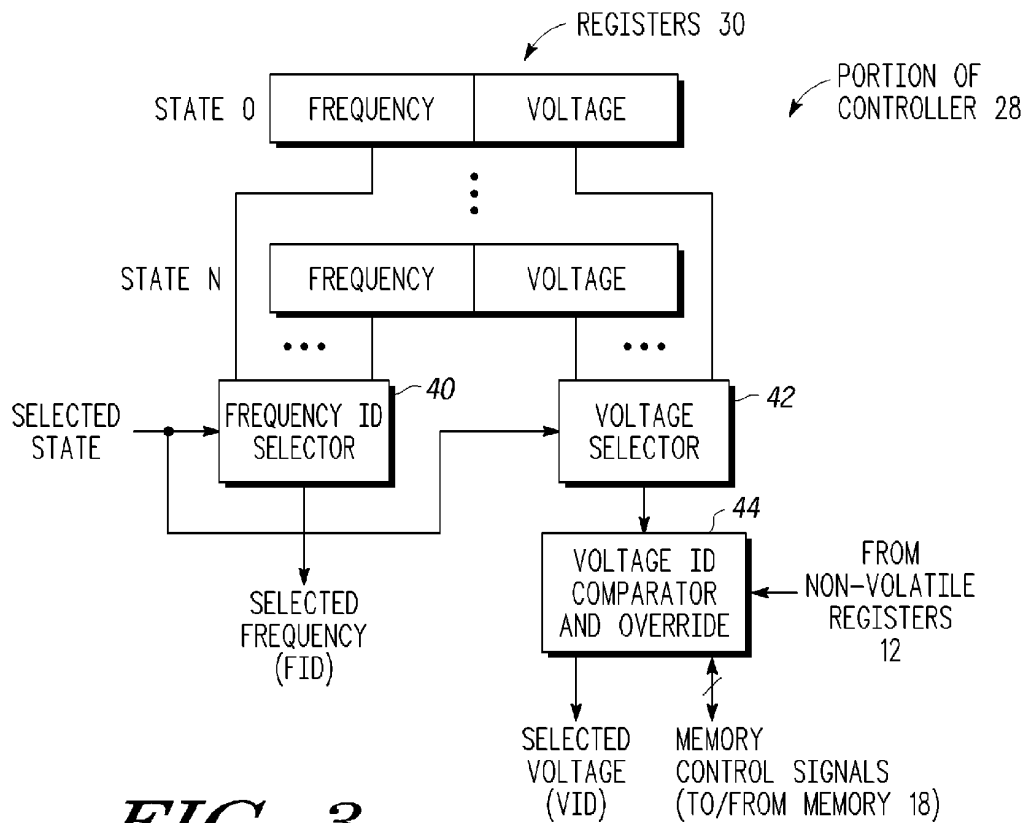 REGISTERS 30
PORTION OF
CONTROLLER 28
STATE 0
FREQUENCY
VOLTAGE
STATE N
FREQUENCY
VOLTAGE
40
42
SELECTED
STATE
FREQUENCY ID
SELECTOR
VOLTAGE
SELECTOR
44
VOLTAGE ID
COMPARATOR
AND OVERRIDE
FROM
NON-VOLATILE
REGISTERS
12
SELECTED
FREQUENCY
(FID)
SELECTED
VOLTAGE
(VID)
MEMORY
CONTROL SIGNALS
(TO/FROM MEMORY 18)
FIG. 3